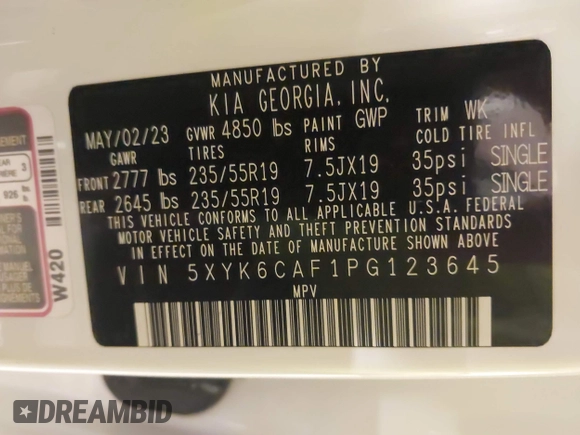 MANUFACTURED BY
KIA GEORGIA, INC.
MAY/02/23 GVWR 4850 lbs PAINT GWP TRIM WK
GAWR TIRES RIMS COLD TIRE INFL
FRONT 2777 lbs 235/55R19 7.5JX19 35psi SINGLE
REAR 2645 lbs 235/55R19 7.5JX19 35psi SINGLE
THIS VEHICLE CONFORMS TO ALL APPLICABLE U.S.A. FEDERAL
MOTOR VEHICLE SAFETY AND THEFT PREVENTION STANDARDS
IN EFFECT ON THE DATE OF MANUFACTURE SHOWN ABOVE.
VIN 5XYK6CAF1PG123645
MPV
W420
DREAMBID